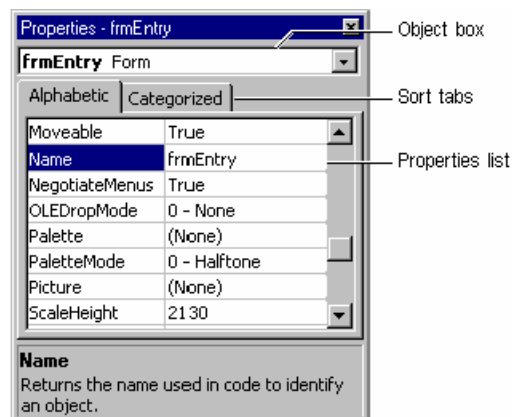 Properties - frmEntry
Object box
frmEntry Form
Alphabetic Categorized
Sort tabs
Moveable True
Name frmEntry
Properties list
NegotiateMenus True
OLEDropMode 0 - None
Palette (None)
PaletteMode 0 - Halftone
Picture (None)
ScaleHeight 2130
Name
Returns the name used in code to identify
an object.